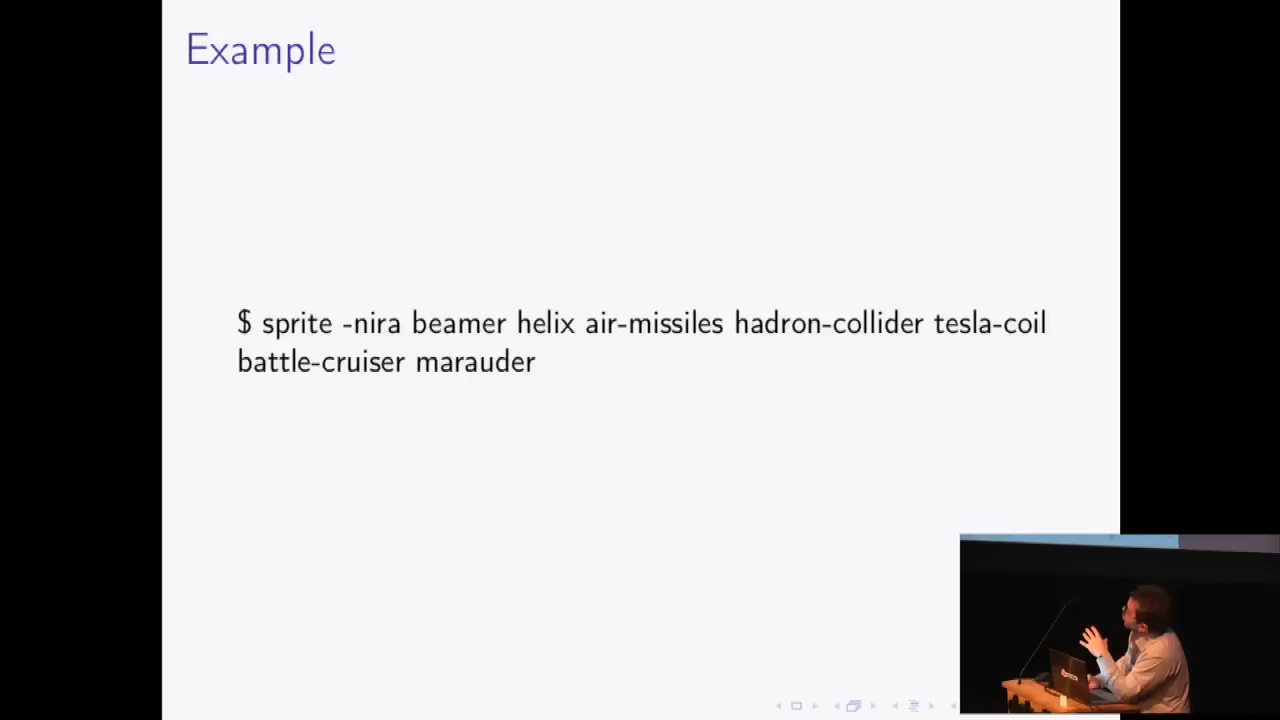 Example
$ sprite -nira beamer helix air-missiles hadron-collider tesla-coil
battle-cruiser marauder